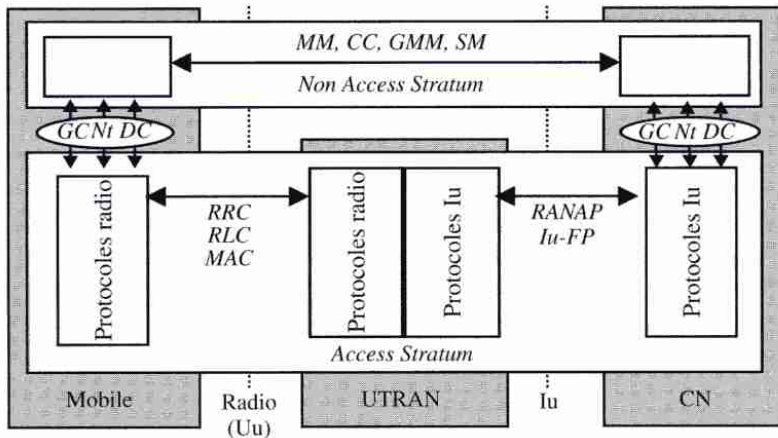 MM, CC, GMM, SM
Non Access Stratum
GC Nt DC
GC Nt DC
Protocoles radio
RRC
RLC
MAC
Protocoles radio
Protocoles Iu
RANAP
Iu-FP
Protocoles Iu
Access Stratum
Mobile
Radio
(Uu)
UTRAN
Iu
CN